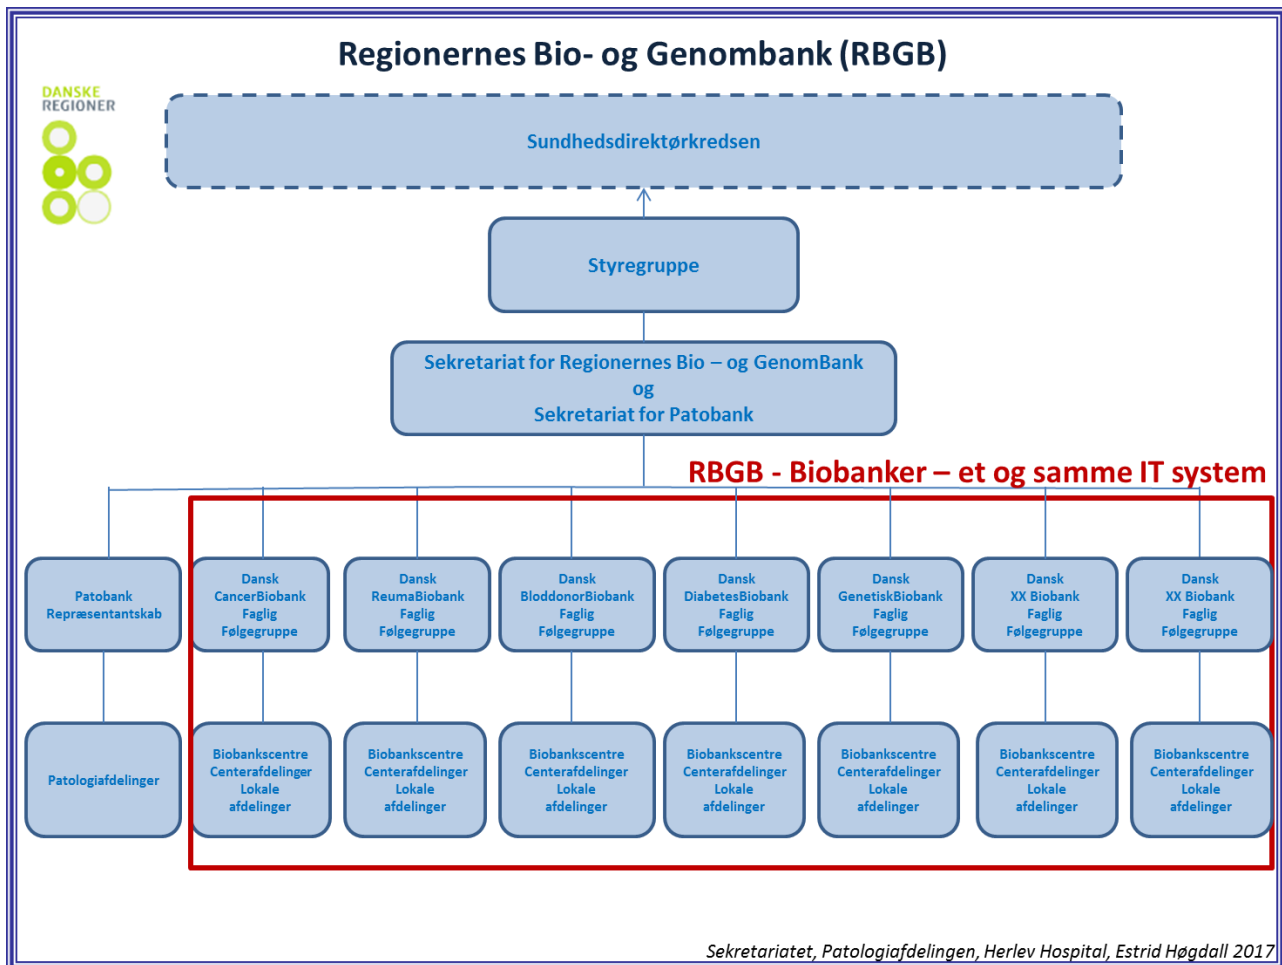 Regionernes Bio- og Genombank (RBGB)
DANSKE
REGIONER
Sundhedsdirektørkredsen
Styregruppe
Sekretariat for Regionernes Bio – og GenomBank
og
Sekretariat for Patobank
RBGB - Biobanker – et og samme IT system
Patobank
Repræsentantskab
Dansk
CancerBiobank
Faglig
Følgegruppe
Dansk
ReumaBiobank
Faglig
Følgegruppe
Dansk
BloddonorBiobank
Faglig
Følgegruppe
Dansk
DiabetesBiobank
Faglig
Følgegruppe
Dansk
GenetiskBiobank
Faglig
Følgegruppe
Dansk
XX Biobank
Faglig
Følgegruppe
Dansk
XX Biobank
Faglig
Følgegruppe
Patologiafdelinger
Biobankscentre
Centerafdelinger
Lokale
afdelinger
Biobankscentre
Centerafdelinger
Lokale
afdelinger
Biobankscentre
Centerafdelinger
Lokale
afdelinger
Biobankscentre
Centerafdelinger
Lokale
afdelinger
Biobankscentre
Centerafdelinger
Lokale
afdelinger
Biobankscentre
Centerafdelinger
Lokale
afdelinger
Biobankscentre
Centerafdelinger
Lokale
afdelinger
Sekretariatet, Patologiafdelingen, Herlev Hospital, Estrid Høgdall 2017